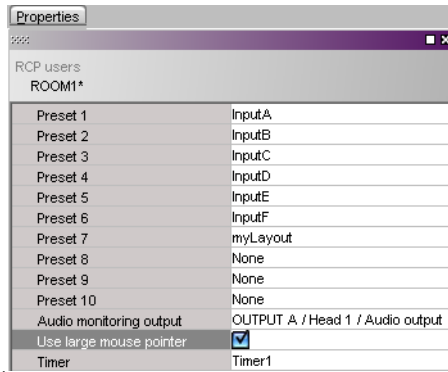 Properties
RCP users
ROOM1*
Preset 1 InputA
Preset 2 InputB
Preset 3 InputC
Preset 4 InputD
Preset 5 InputE
Preset 6 InputF
Preset 7 myLayout
Preset 8 None
Preset 9 None
Preset 10 None
Audio monitoring output OUTPUT A / Head 1 / Audio output
Use large mouse pointer
Timer Timer1